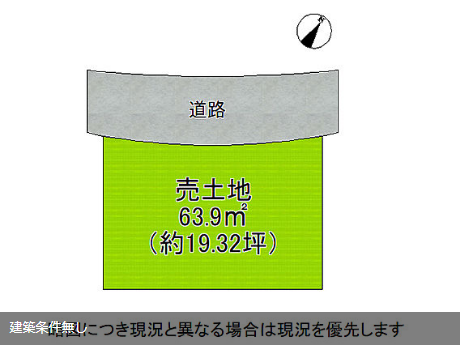 道路
売土地
63.9㎡
(約19.32坪)
建築条件無し
略図につき現況と異なる場合は現況を優先します